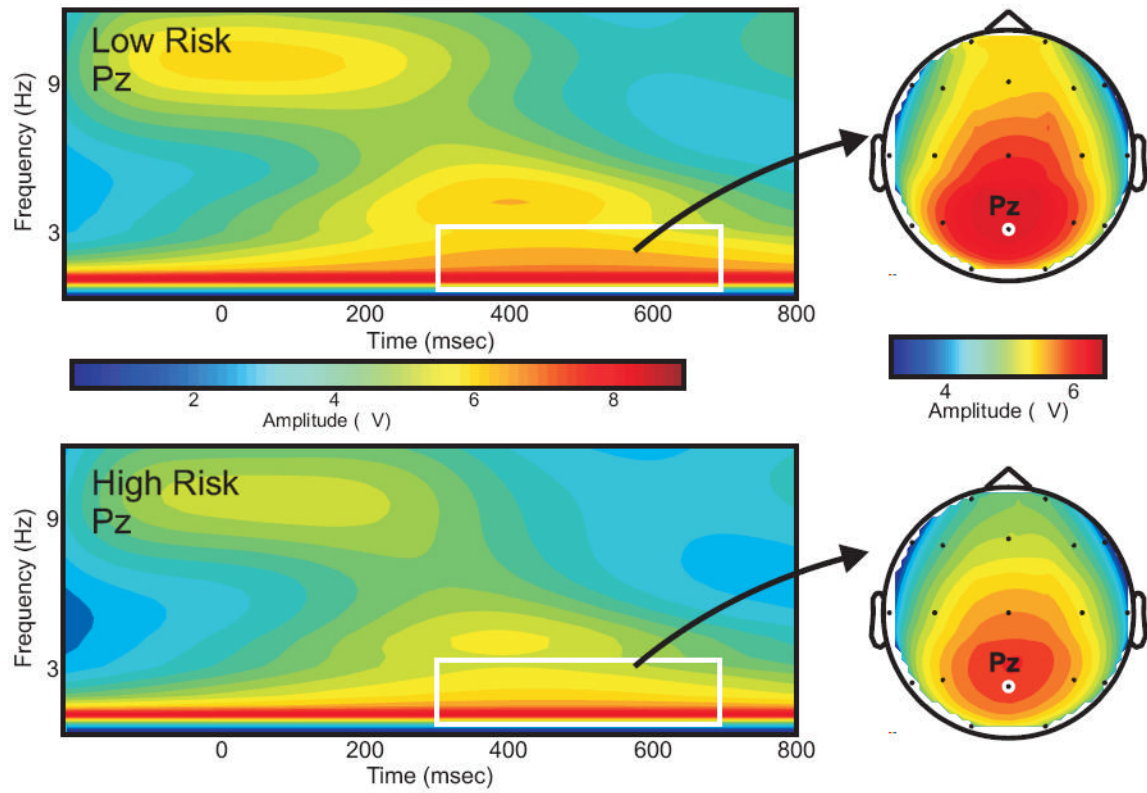 Low Risk
Pz
Frequency (Hz)
9
3
0 200 400 600 800
Time (msec)
Pz
2 4 6 8
Amplitude ( V)
4 6
Amplitude ( V)
High Risk
Pz
Frequency (Hz)
9
3
0 200 400 600 800
Time (msec)
Pz